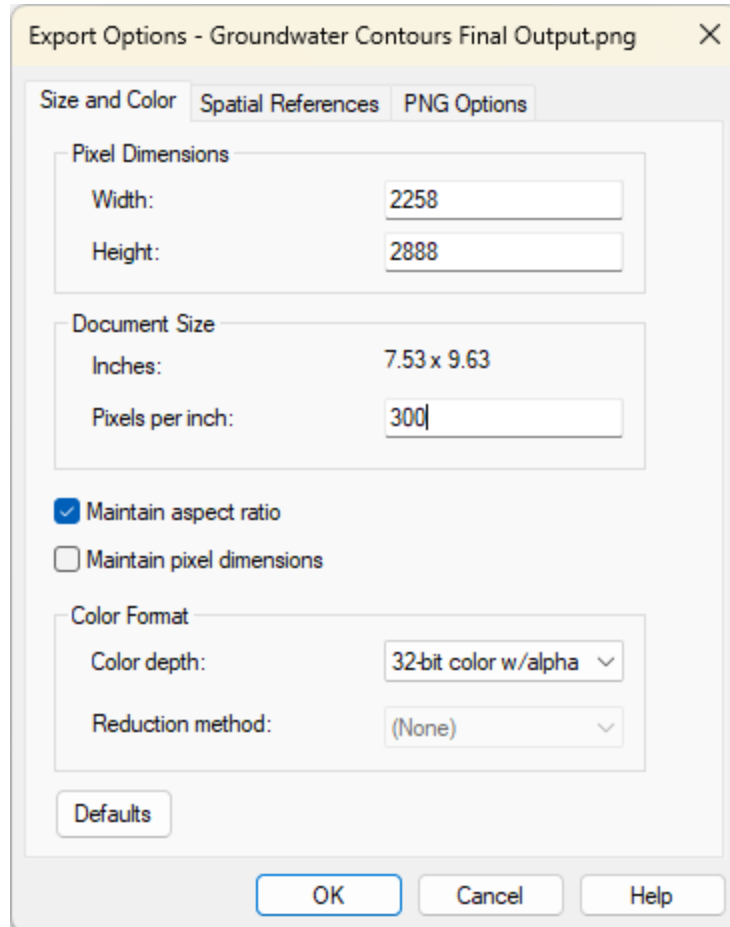 Export Options - Groundwater Contours Final Output.png
Size and Color Spatial References PNG Options
Pixel Dimensions
Width: 2258
Height: 2888
Document Size
Inches: 7.53 x 9.63
Pixels per inch: 300
Maintain aspect ratio
Maintain pixel dimensions
Color Format
Color depth: 32-bit color w/alpha
Reduction method: (None)
Defaults
OK Cancel Help